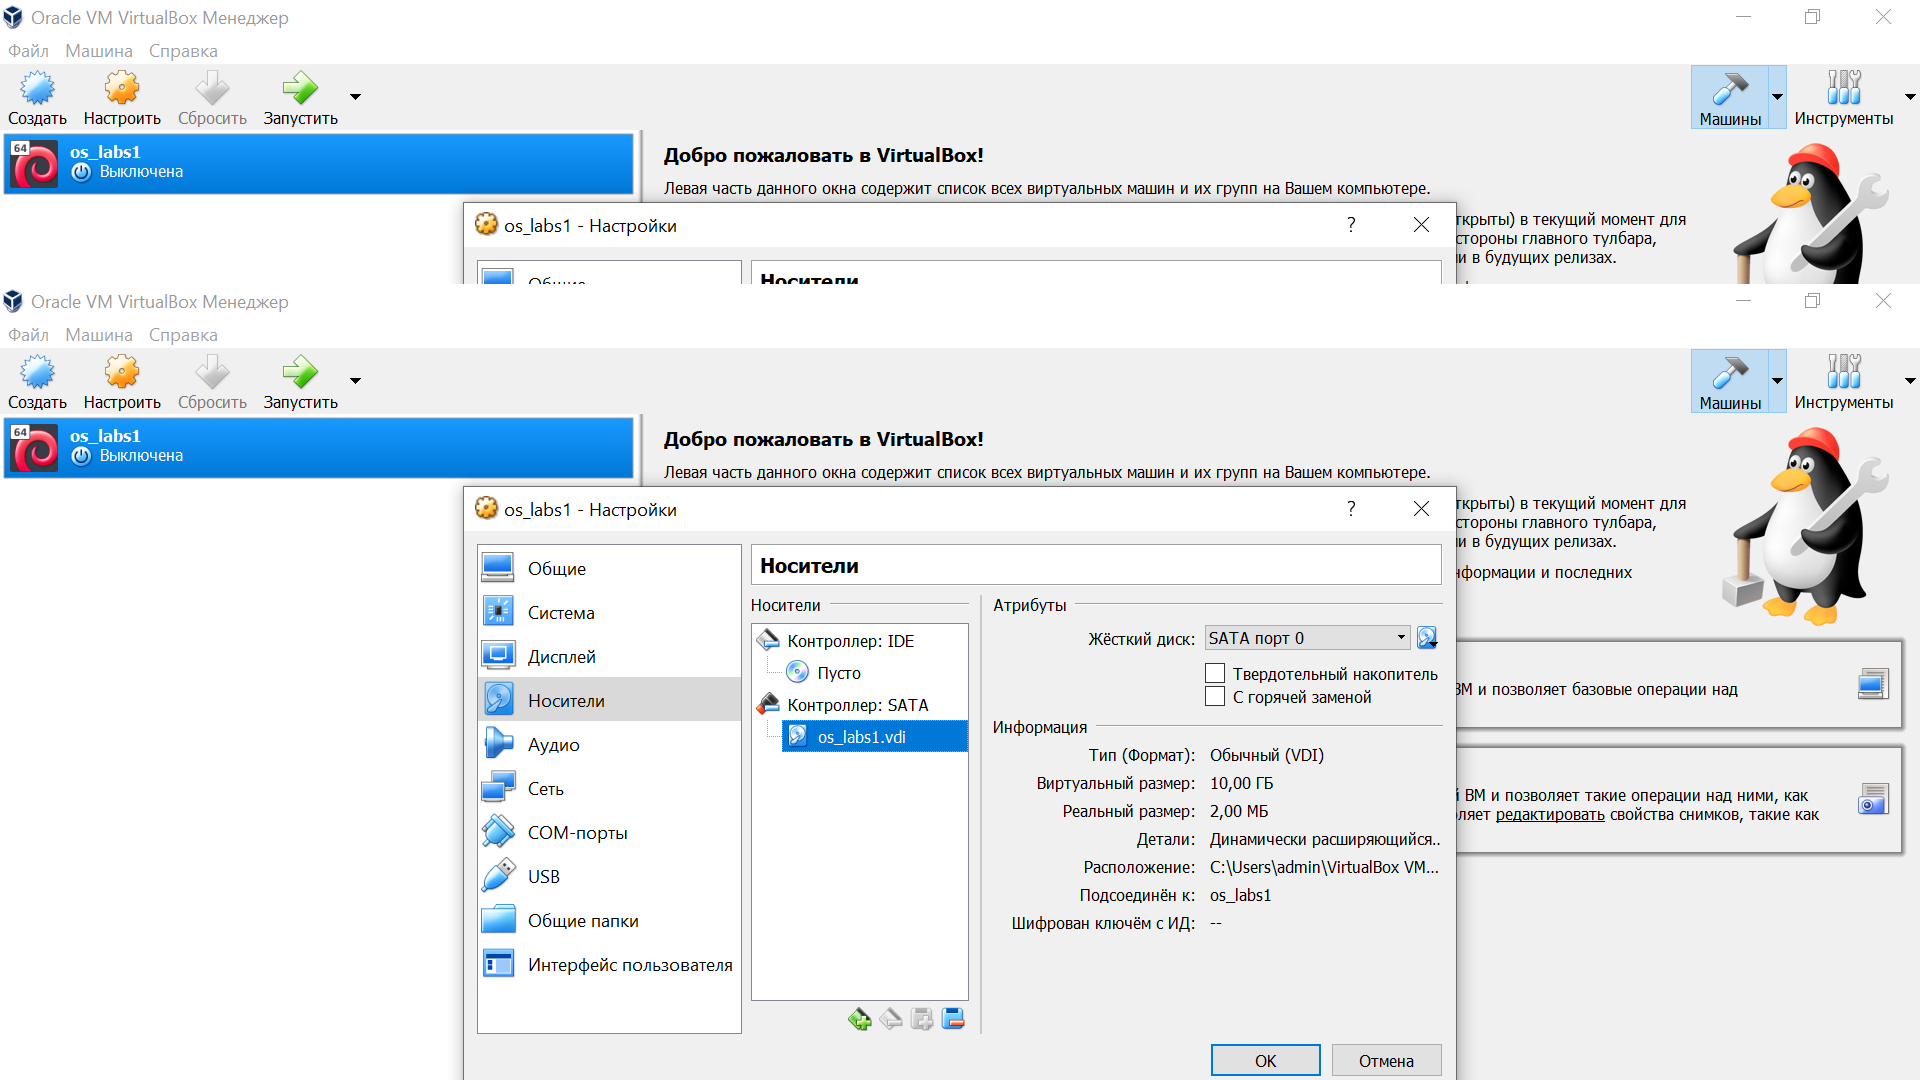 Oracle VM VirtualBox Менеджер
Файл Машина Справка
Создать Настроить Сбросить Запустить Машины Инструменты
64
os_labs1
Выключена
Добро пожаловать в VirtualBox!
Левая часть данного окна содержит список всех виртуальных машин и их групп на Вашем компьютере.
ткрыты) в текущий момент для
стороны главного тулбара,
и в будущих релизах.
os_labs1 - Настройки
?
Общие
Носители
Oracle VM VirtualBox Менеджер
Файл Машина Справка
Создать Настроить Сбросить Запустить Машины Инструменты
64
os_labs1
Выключена
Добро пожаловать в VirtualBox!
Левая часть данного окна содержит список всех виртуальных машин и их групп на Вашем компьютере.
ткрыты) в текущий момент для
стороны главного тулбара,
и в будущих релизах.
нформации и последних
ВМ и позволяет базовые операции над
й ВМ и позволяет такие операции над ними, как
ляет редактировать свойства снимков, такие как
os_labs1 - Настройки
?
Общие
Система
Дисплей
Носители
Аудио
Сеть
COM-порты
USB
Общие папки
Интерфейс пользователя
Носители
Носители
Контроллер: IDE
Пусто
Контроллер: SATA
os_labs1.vdi
Атрибуты
Жёсткий диск: SATA порт 0
Твердотельный накопитель
С горячей заменой
Информация
Тип (Формат): Обычный (VDI)
Виртуальный размер: 10,00 ГБ
Реальный размер: 2,00 МБ
Детали: Динамически расширяющийся..
Расположение: C:\Users\admin\VirtualBox VM...
Подсоединён к: os_labs1
Шифрован ключём с ИД: --
OK Отмена